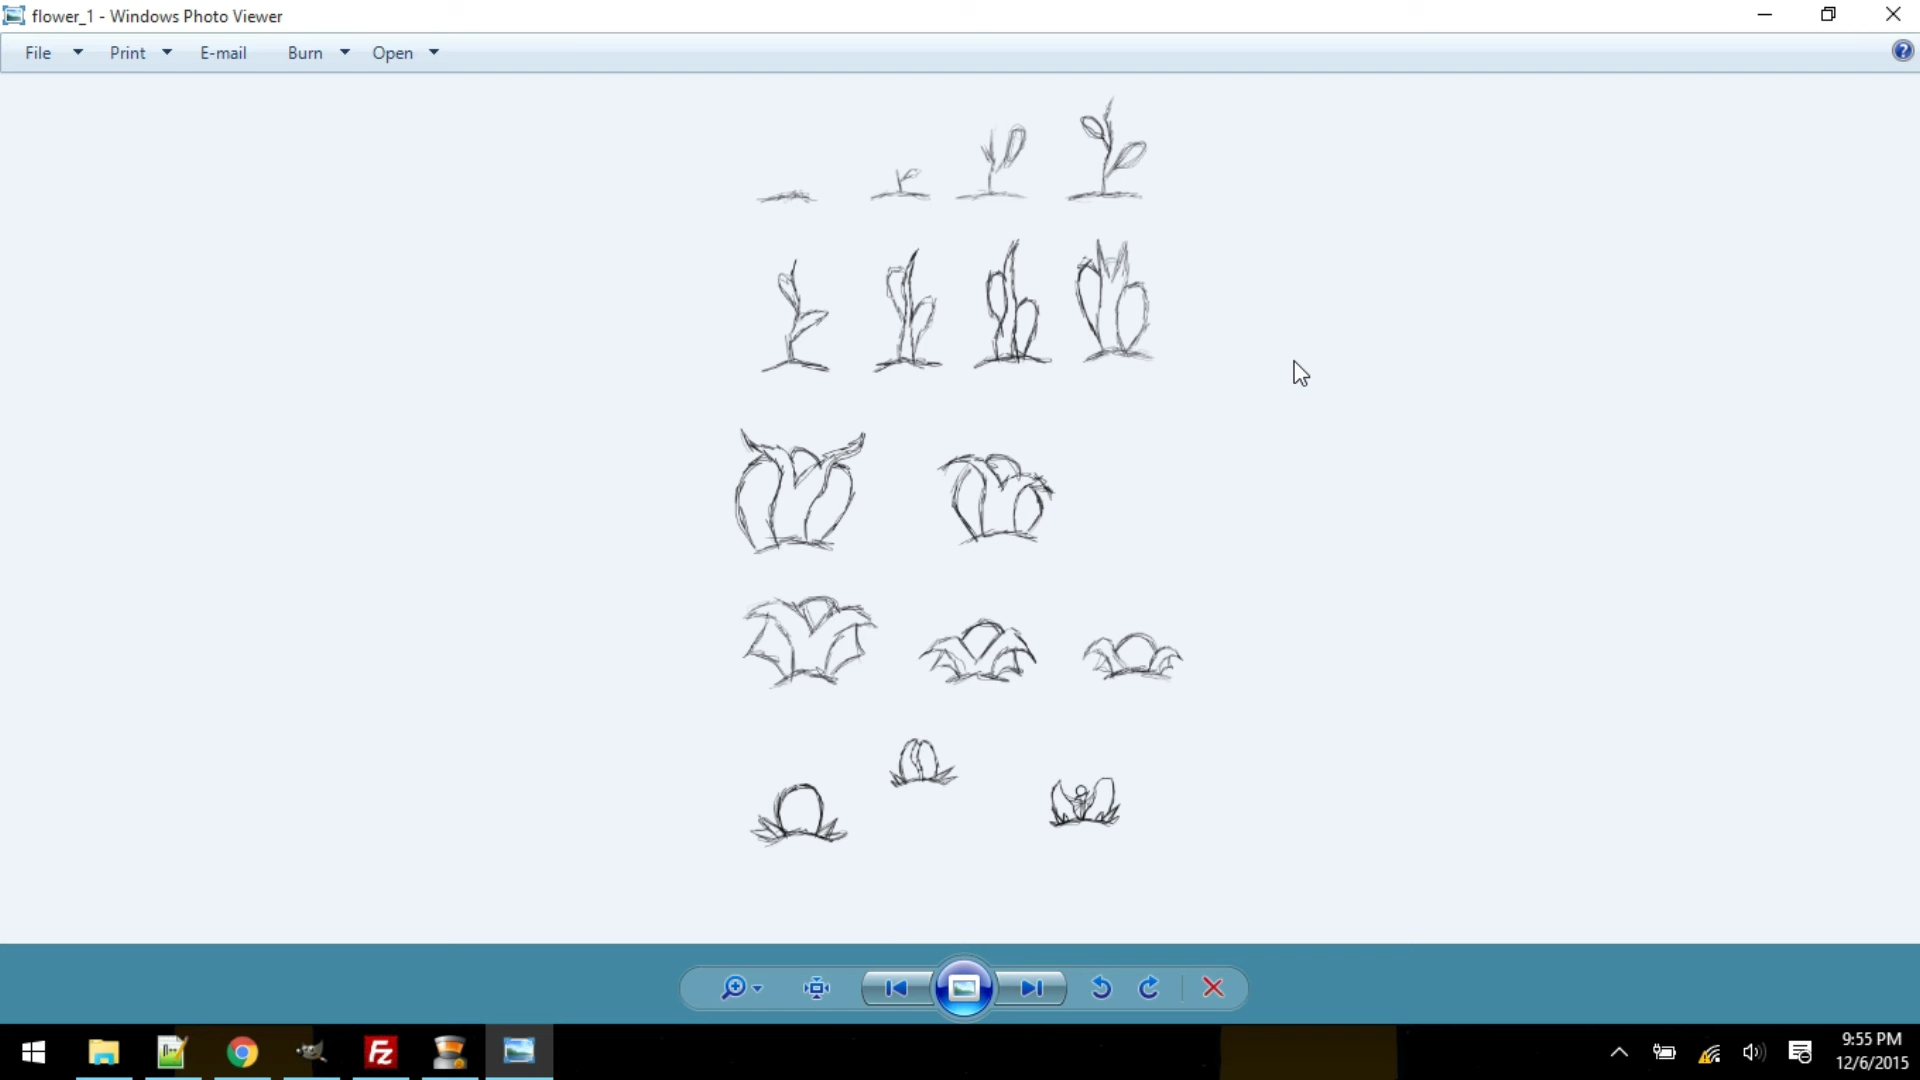 flower_1 - Windows Photo Viewer
File Print E-mail Burn Open
9:55 PM
12/6/2015